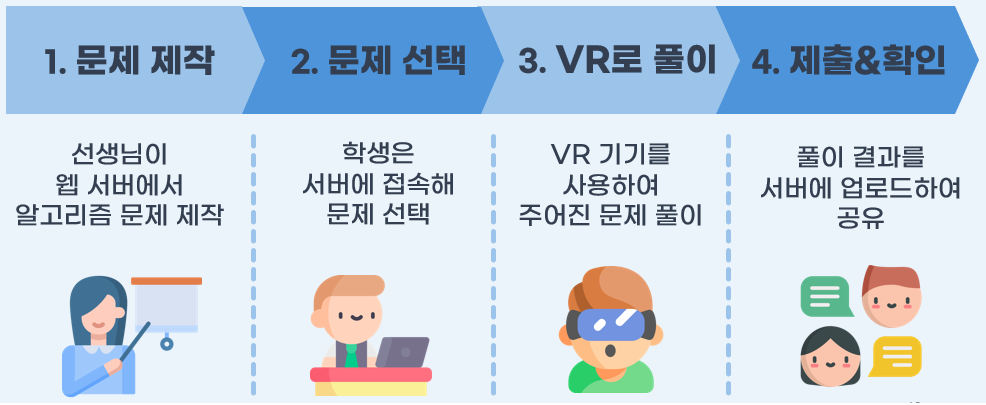 1. 문제 제작
2. 문제 선택
3. VR로 풀이
4. 제출&확인
선생님이
웹 서버에서
알고리즘 문제 제작
학생은
서버에 접속해
문제 선택
VR 기기를
사용하여
주어진 문제 풀이
풀이 결과를
서버에 업로드하여
공유